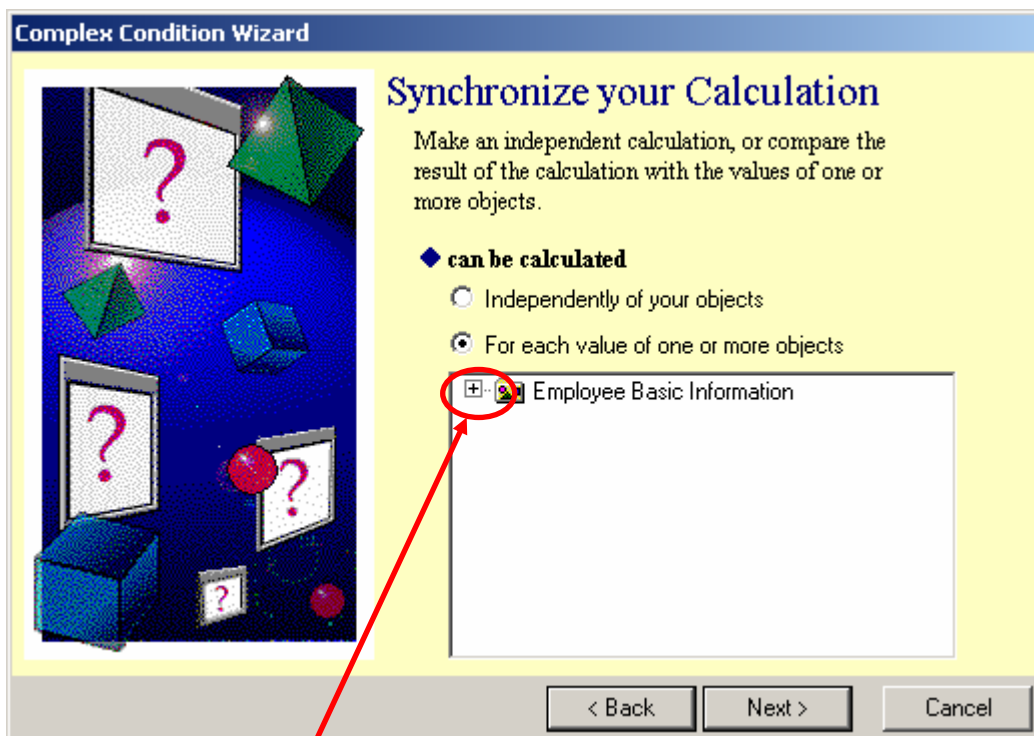 Complex Condition Wizard
Synchronize your Calculation
Make an independent calculation, or compare the
result of the calculation with the values of one or
more objects.
can be calculated
Independently of your objects
For each value of one or more objects
Employee Basic Information
?
?
?
?
< Back
Next >
Cancel